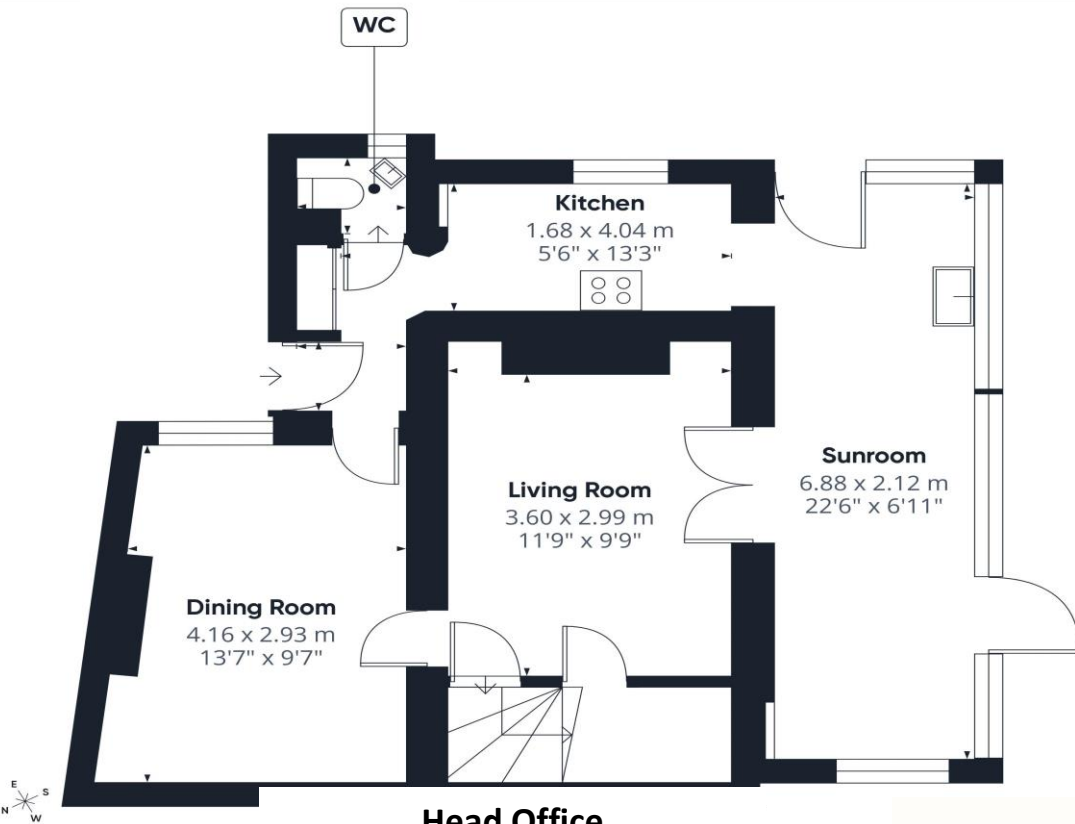 WC
Kitchen
1.68 x 4.04 m
5'6" x 13'3"
Sunroom
6.88 x 2.12 m
22'6" x 6'11"
Living Room
3.60 x 2.99 m
11'9" x 9'9"
Dining Room
4.16 x 2.93 m
13'7" x 9'7"
E
S
N
W
Head Office